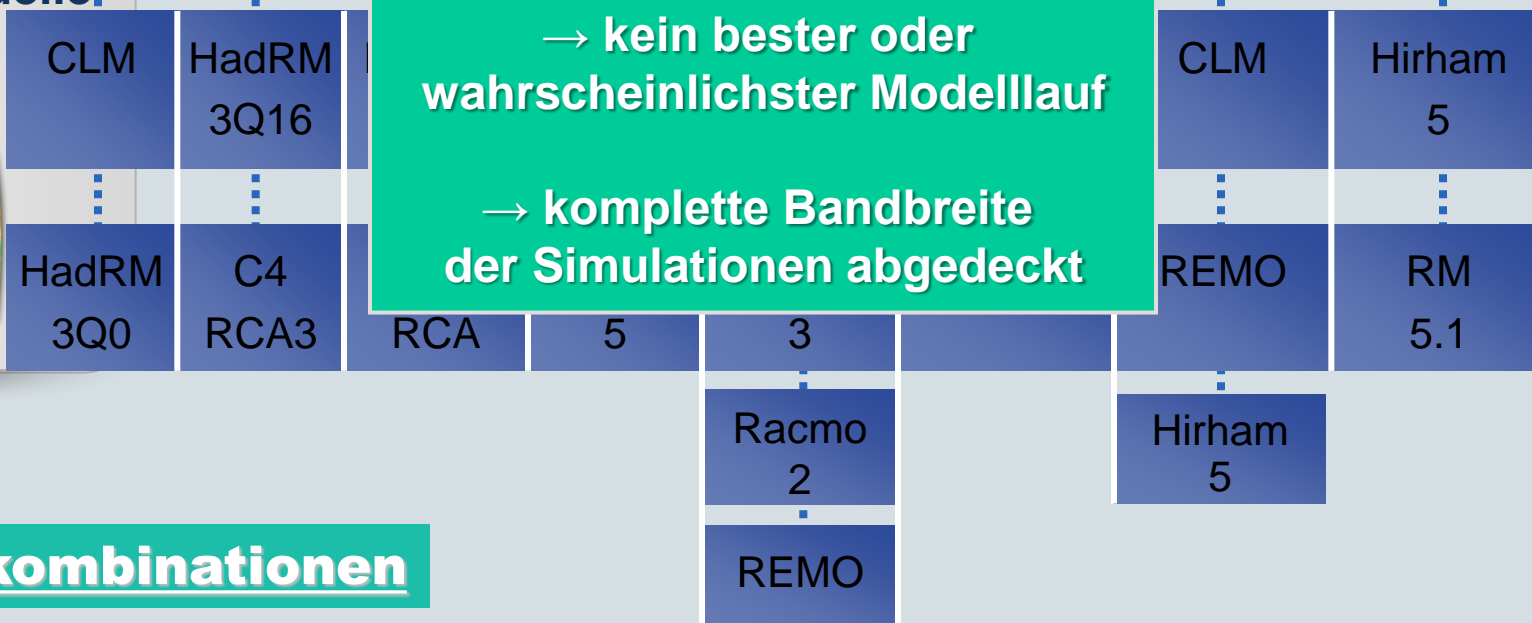 CLM
HadRM
3Q16
→ kein bester oder
wahrscheinlichster Modelllauf
→ komplette Bandbreite
der Simulationen abgedeckt
CLM
Hirham
5
HadRM
3Q0
C4
RCA3
RCA
5
3
REMO
RM
5.1
Racmo
2
Hirham
5
REMO
kombinationen